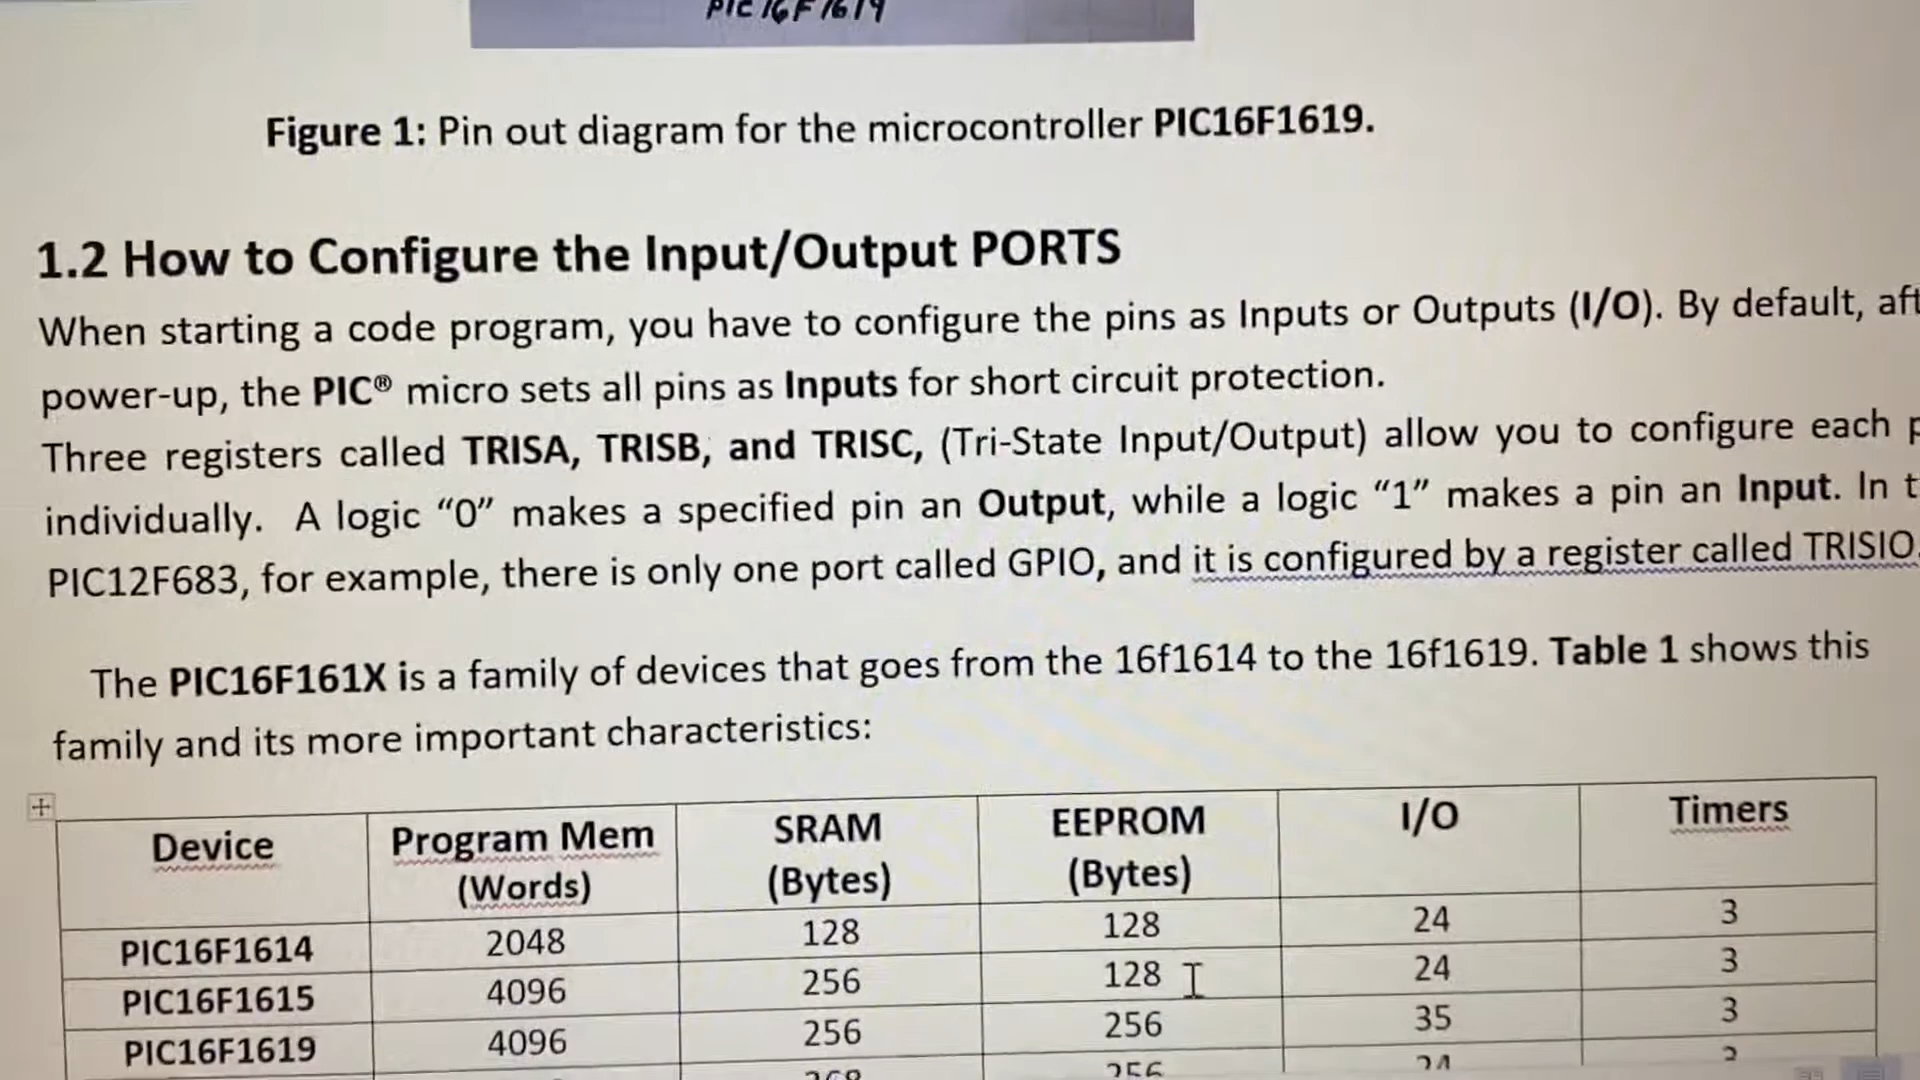 PIC16F1619
Figure 1: Pin out diagram for the microcontroller PIC16F1619.
1.2 How to Configure the Input/Output PORTS
When starting a code program, you have to configure the pins as Inputs or Outputs (I/O). By default,
power-up, the PIC® micro sets all pins as Inputs for short circuit protection.
Three registers called TRISA, TRISB, and TRISC, (Tri-State Input/Output) allow you to configure each
individually. A logic “0” makes a specified pin an Output, while a logic “1” makes a pin an Input. In
PIC12F683, for example, there is only one port called GPIO, and it is configured by a register called TRISIO.
The PIC16F161X is a family of devices that goes from the 16f1614 to the 16f1619. Table 1 shows this
family and its more important characteristics:
Device Program Mem (Words) SRAM (Bytes) EEPROM (Bytes) I/O Timers
PIC16F1614 2048 128 128 24 3
PIC16F1615 4096 256 128 24 3
PIC16F1619 4096 256 256 35 3